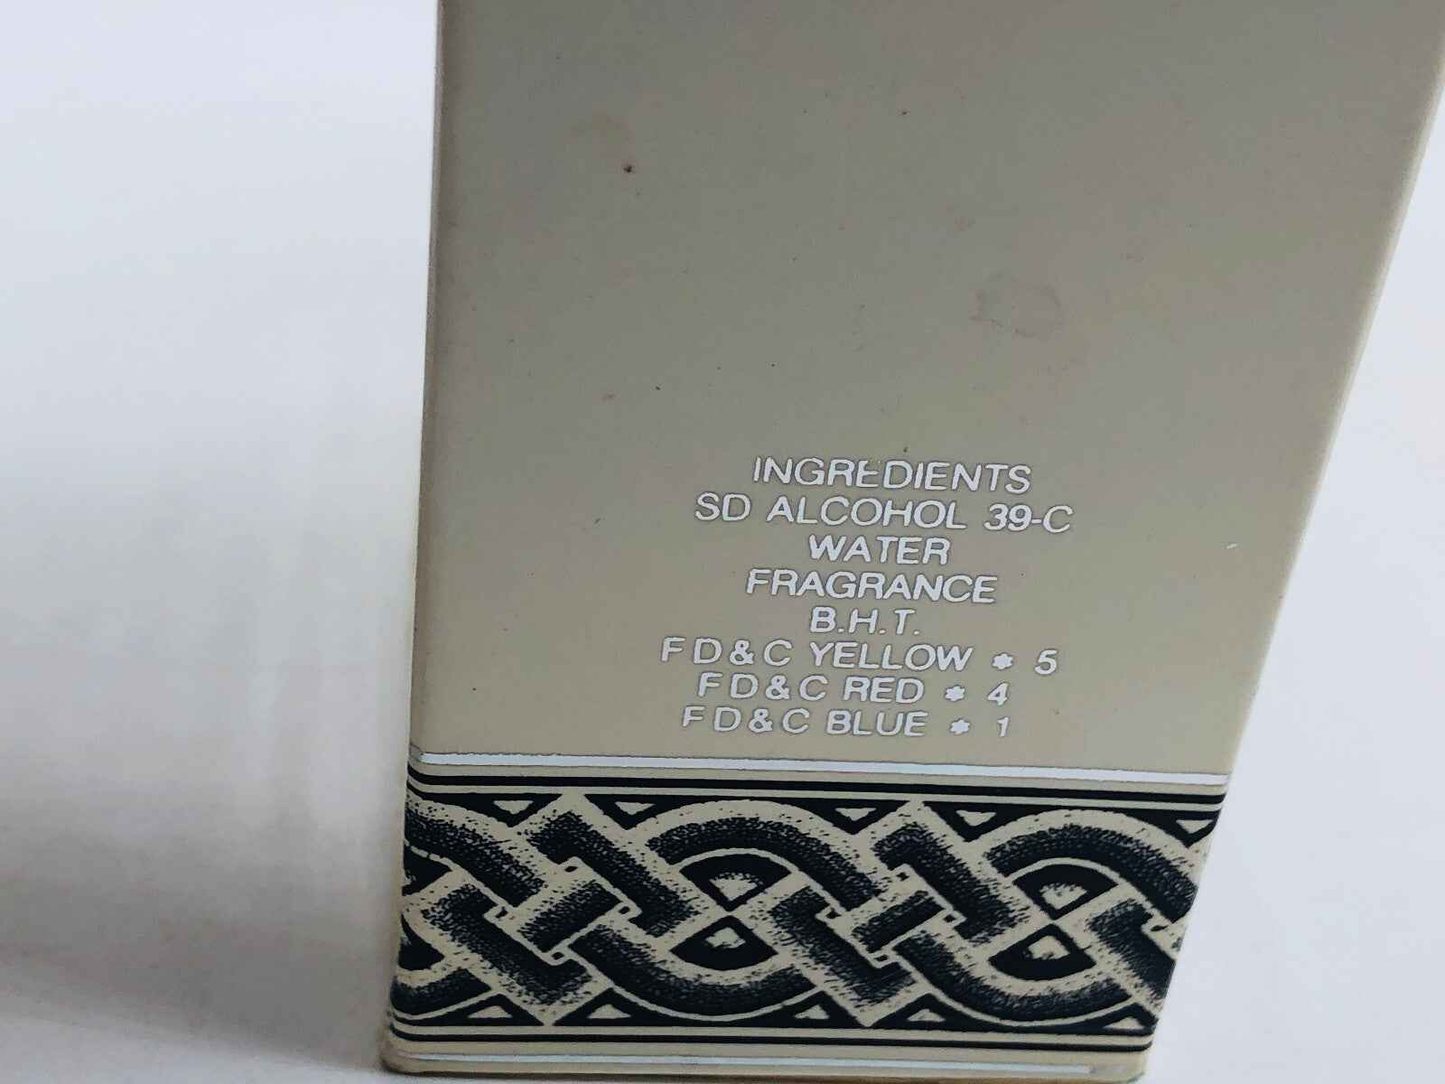 INGREDIENTS
SD ALCOHOL 39-C
WATER
FRAGRANCE
B.H.T.
FD&C YELLOW * 5
FD&C RED * 4
FD&C BLUE * 1